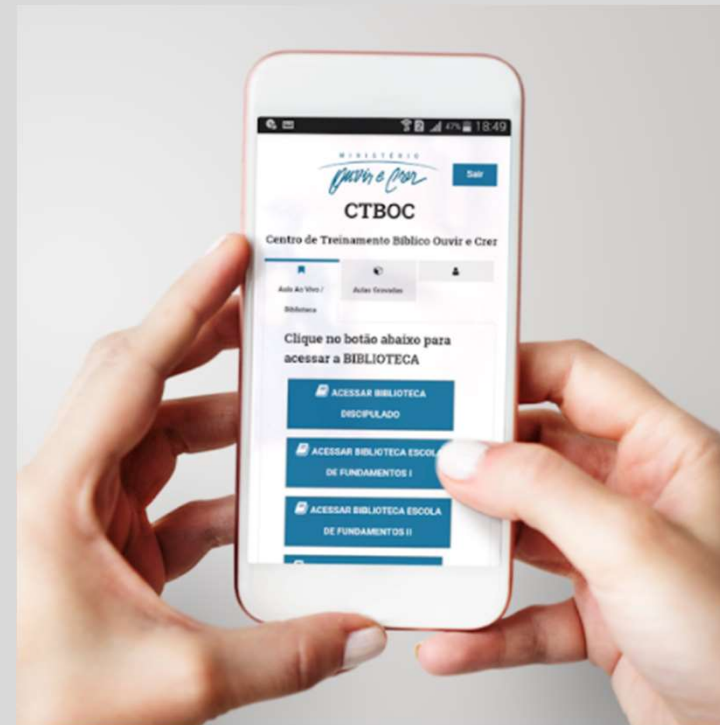 47% 18:49
MINISTÉRIO
Ouvir e Crer
Sair
CTBOC
Centro de Treinamento Bíblico Ouvir e Crer
Aula Ao Vivo /
Biblioteca
Aulas Gravadas
Clique no botão abaixo para
acessar a BIBLIOTECA
ACESSAR BIBLIOTECA
DISCIPULADO
ACESSAR BIBLIOTECA ESCOL
DE FUNDAMENTOS I
ACESSAR BIBLIOTECA ESCOLA
DE FUNDAMENTOS II